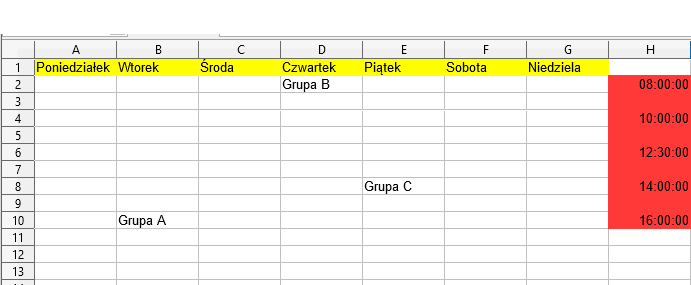 A B C D E F G H
1 Poniedziałek Wtorek Środa Czwartek Piątek Sobota Niedziela
2 Grupa B 08:00:00
3
4 10:00:00
5
6 12:30:00
7
8 Grupa C 14:00:00
9
10 Grupa A 16:00:00
11
12
13